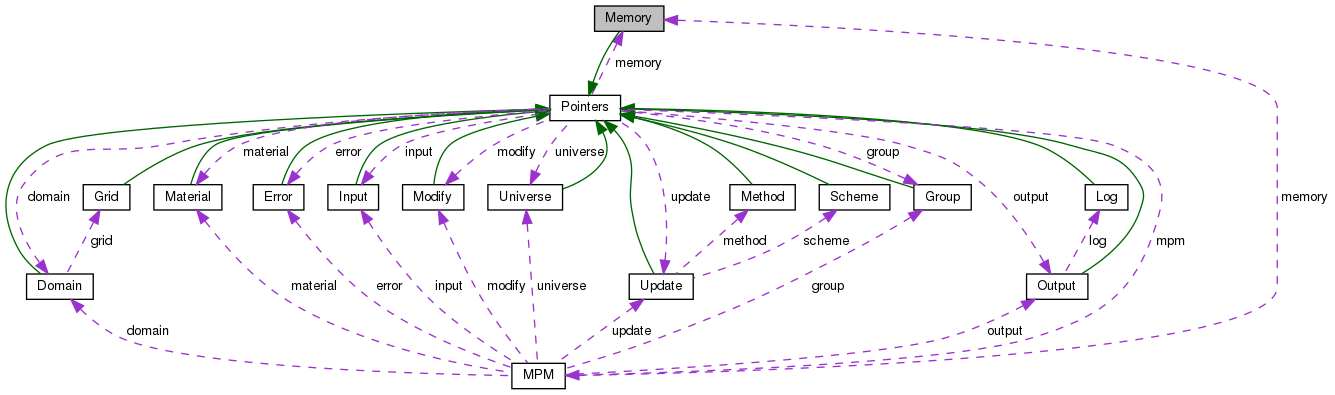 Memory
memory
Pointers
material
error
input
modify
universe
group
domain
Grid
Material
Error
Input
Modify
Universe
update
Method
Scheme
Group
output
Log
memory
grid
method
scheme
log
mpm
Domain
material
error
input
modify
universe
Update
group
Output
domain
update
output
MPM